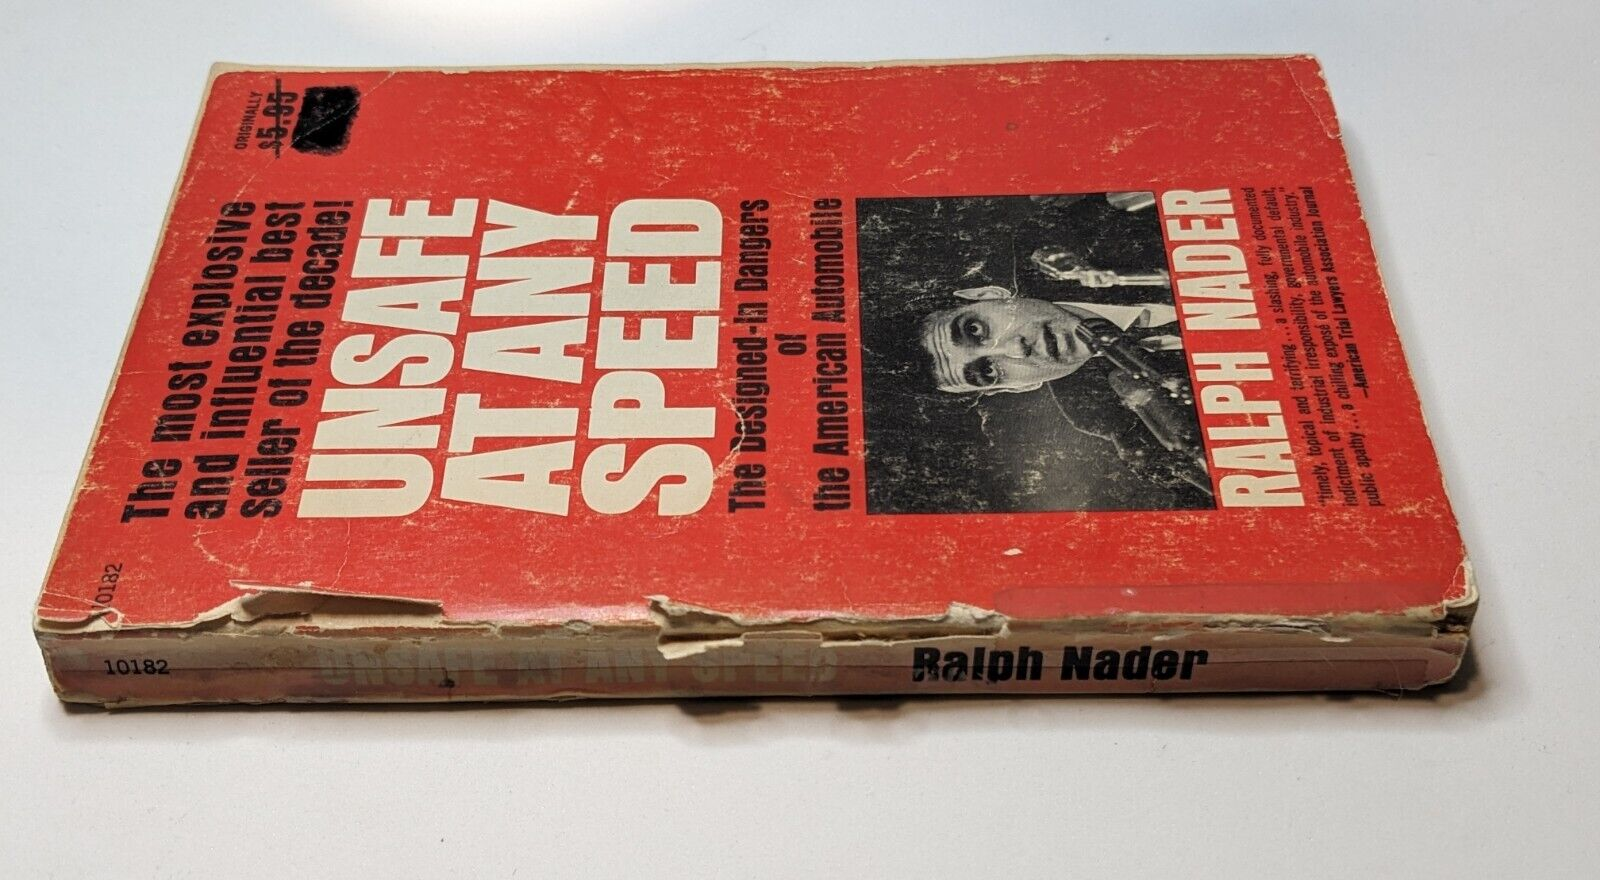 ORIGINALLY
$5.95
The most explosive
and influential best
seller of the decade!
UNSAFE
AT ANY
SPEED
The Designed-In Dangers
of
the American Automobile
RALPH NADER
"timely, topical and terrifying...a slashing, fully documented
indictment of industrial irresponsibility, governmental default,
public apathy...a chilling exposé of the automobile industry."
—American Trial Lawyers Association Journal
10182
10182
UNSAFE AT ANY SPEED
Ralph Nader